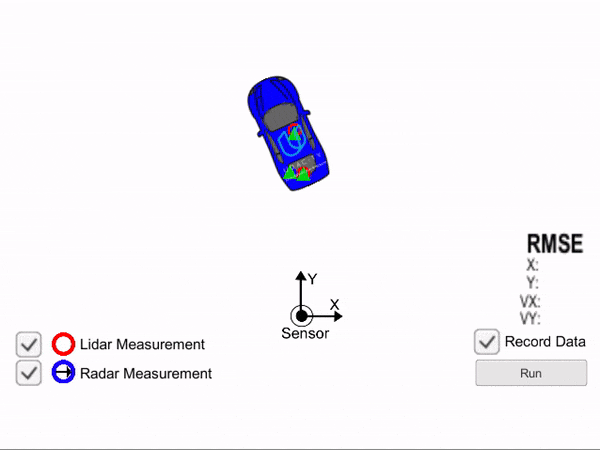 RMSE
X:
Y:
VX:
VY:
Y
X
Sensor
Lidar Measurement
Radar Measurement
Record Data
Run